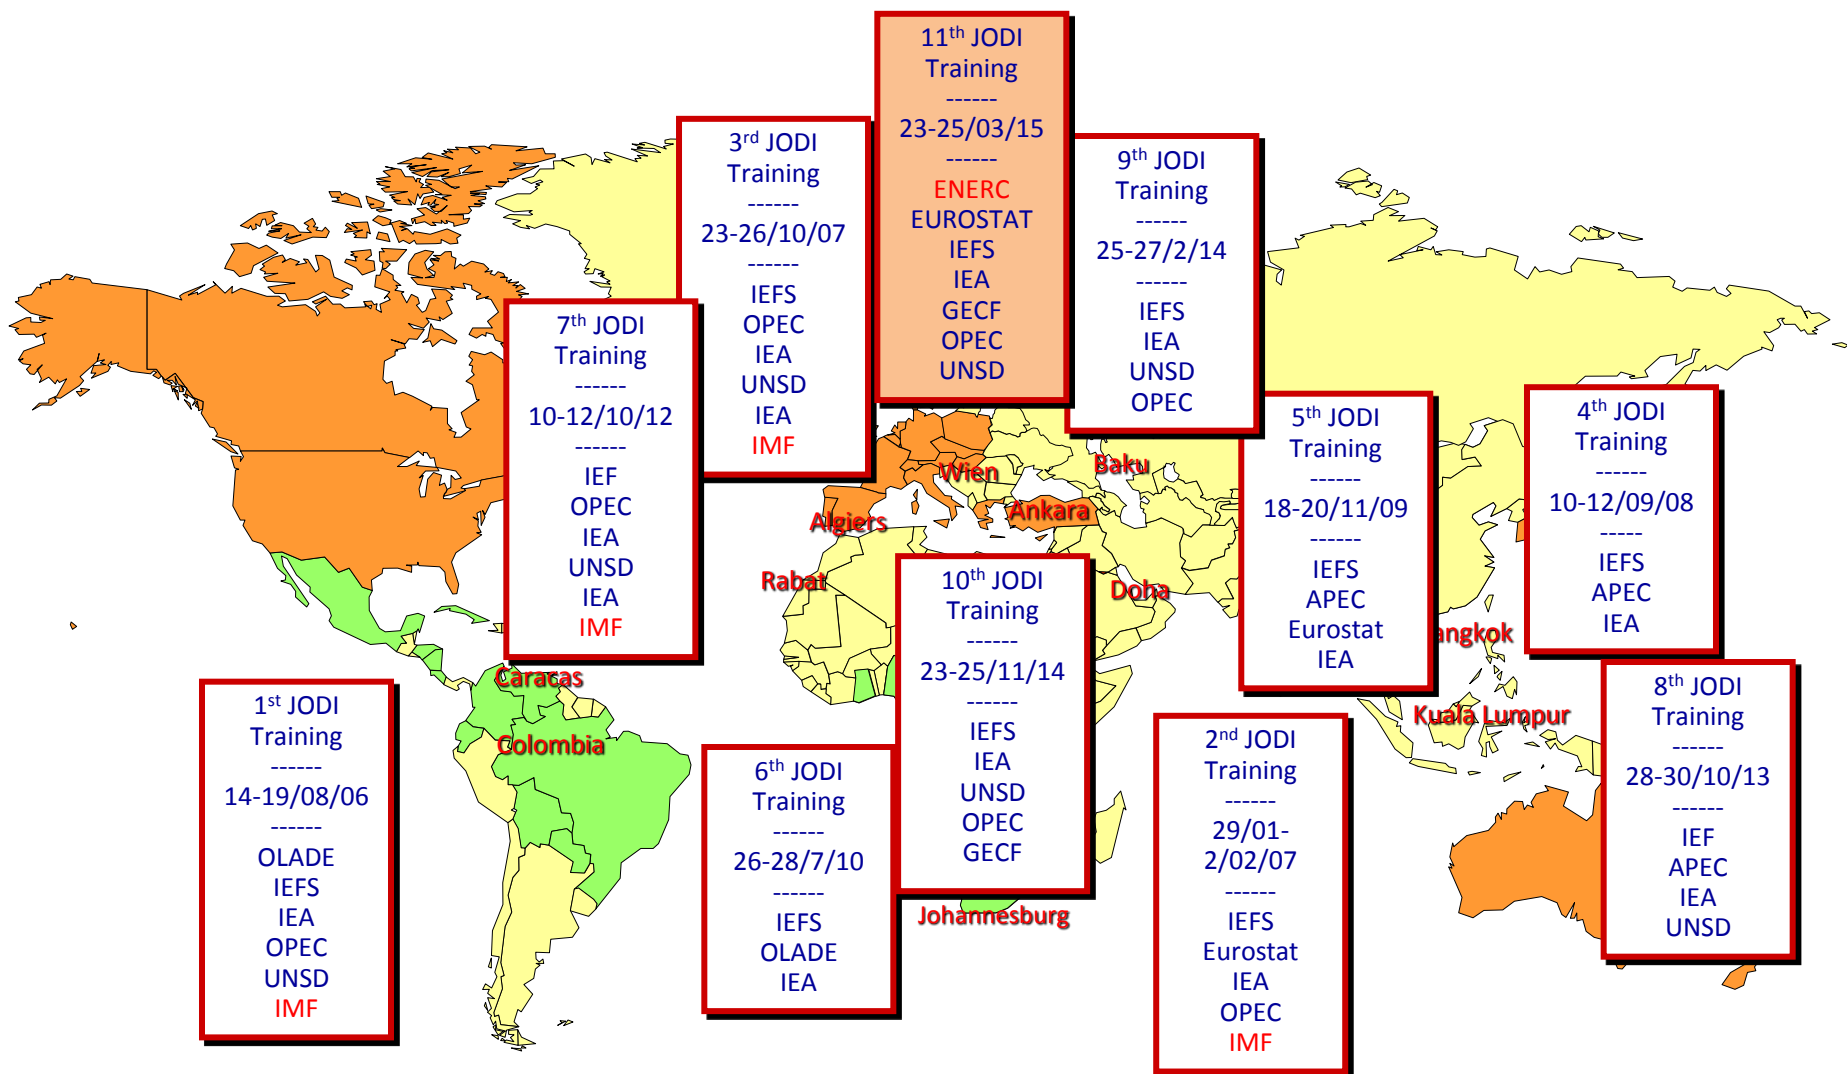 11th JODI
Training
------
23-25/03/15
------
ENERC
EUROSTAT
IEFS
IEA
GECF
OPEC
UNSD
3rd JODI
Training
------
23-26/10/07
------
IEFS
OPEC
IEA
UNSD
IEA
IMF
9th JODI
Training
------
25-27/2/14
------
IEFS
IEA
UNSD
OPEC
7th JODI
Training
------
10-12/10/12
------
IEF
OPEC
IEA
UNSD
IEA
IMF
5th JODI
Training
------
18-20/11/09
------
IEFS
APEC
Eurostat
IEA
4th JODI
Training
------
10-12/09/08
-----
IEFS
APEC
IEA
Wien
Baku
Algiers
Ankara
Rabat
Doha
angkok
Caracas
Colombia
Kuala Lumpur
Johannesburg
10th JODI
Training
------
23-25/11/14
------
IEFS
IEA
UNSD
OPEC
GECF
1st JODI
Training
------
14-19/08/06
------
OLADE
IEFS
IEA
OPEC
UNSD
IMF
6th JODI
Training
------
26-28/7/10
------
IEFS
OLADE
IEA
2nd JODI
Training
------
29/01-
2/02/07
------
IEFS
Eurostat
IEA
OPEC
IMF
8th JODI
Training
------
28-30/10/13
------
IEF
APEC
IEA
UNSD